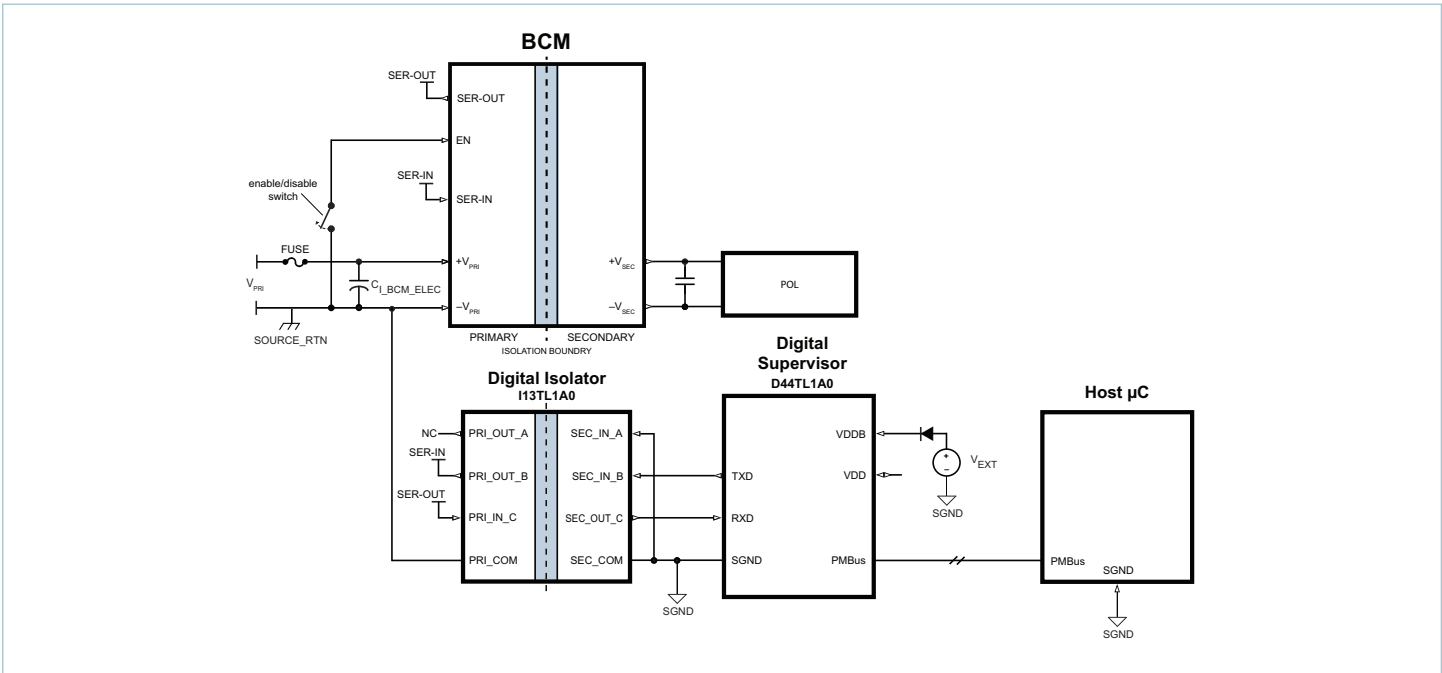 BCM
SER-OUT
SER-OUT
EN
SER-IN
SER-IN
enable/disable
switch
FUSE
+VPRI
VPRI
CI_BCM_ELEC
–VPRI
SOURCE_RTN
+VSEC
–VSEC
POL
PRIMARY
SECONDARY
ISOLATION BOUNDRY
Digital Isolator
I13TL1A0
NC
PRI_OUT_A
SEC_IN_A
SER-IN
PRI_OUT_B
SEC_IN_B
SER-OUT
PRI_IN_C
SEC_OUT_C
PRI_COM
SEC_COM
SGND
Digital
Supervisor
D44TL1A0
VDDB
TXD
VDD
RXD
SGND
PMBus
+
–
VEXT
SGND
Host µC
PMBus
SGND
SGND